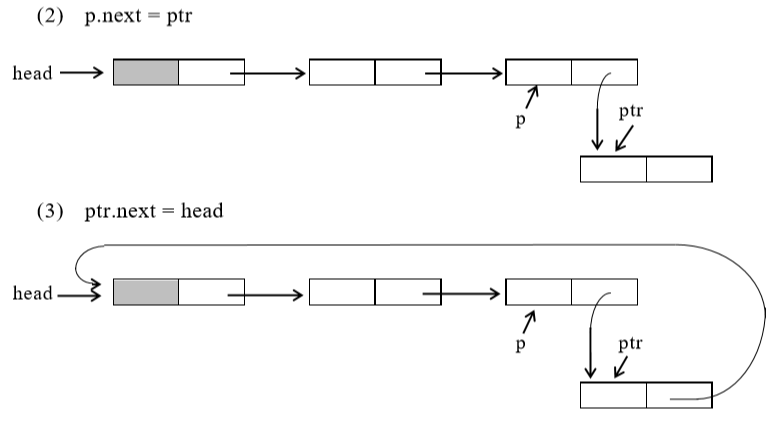 (2) p.next = ptr
head
p
ptr
(3) ptr.next = head
head
p
ptr